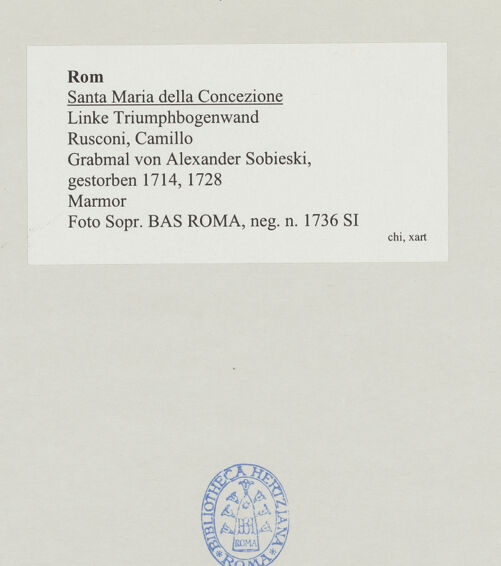 Rom
Santa Maria della Concezione
Linke Triumphbogenwand
Rusconi, Camillo
Grabmal von Alexander Sobieski,
gestorben 1714, 1728
Marmor
Foto Sopr. BAS ROMA, neg. n. 1736 SI
chi, xart
BIBLIOTHECA HERTZIANA
ROMA
ROMA